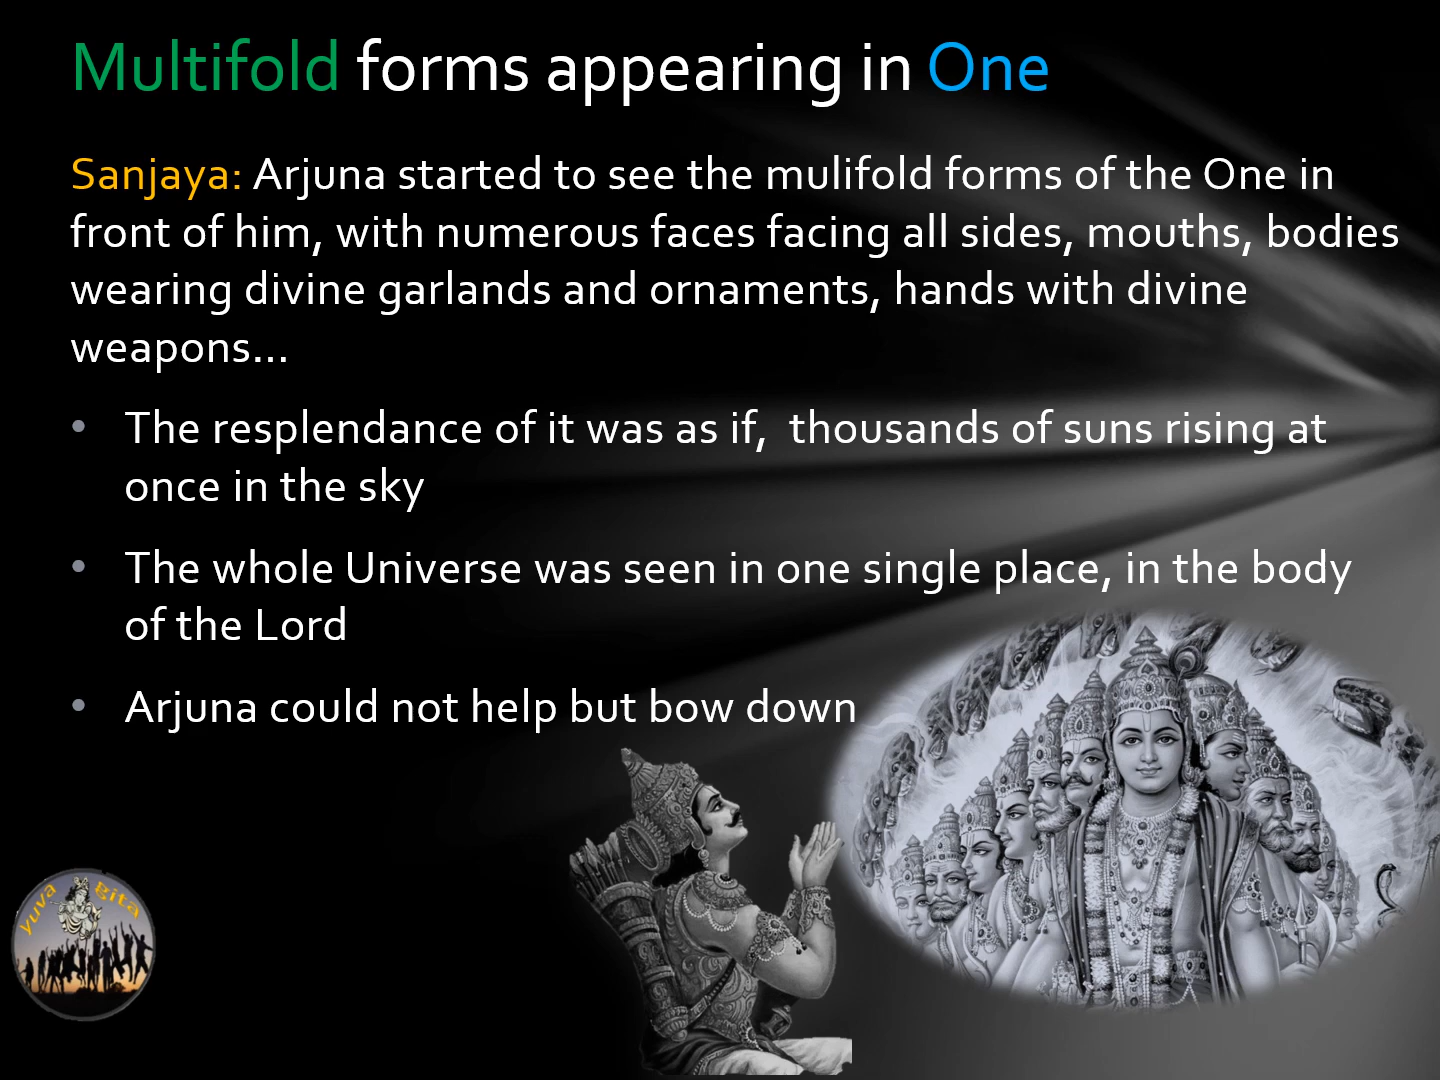 Multifold forms appearing in One
Sanjaya: Arjuna started to see the mulifold forms of the One in
front of him, with numerous faces facing all sides, mouths, bodies
wearing divine garlands and ornaments, hands with divine
weapons...
• The resplendance of it was as if, thousands of suns rising at
once in the sky
• The whole Universe was seen in one single place, in the body
of the Lord
• Arjuna could not help but bow down
yuva gita